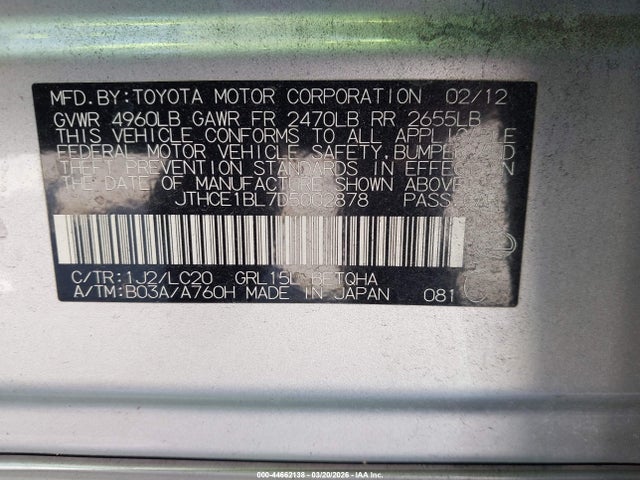 MFD.BY:TOYOTA MOTOR CORPORATION 02/12
GVWR 4960LB GAWR FR 2470LB RR 2655LB
THIS VEHICLE CONFORMS TO ALL APPLICABLE
FEDERAL MOTOR VEHICLE SAFETY, BUMPER, AND
THEFT PREVENTION STANDARDS IN EFFECT ON
THE DATE OF MANUFACTURE SHOWN ABOVE.
JTHCE1BL7D5002878 PASS
C/TR:1J2/LC20 GRL15L-BETQHA
A/TM:B03A/A760H MADE IN JAPAN 081
000-44662138 - 03/20/2026 - IAA Inc.